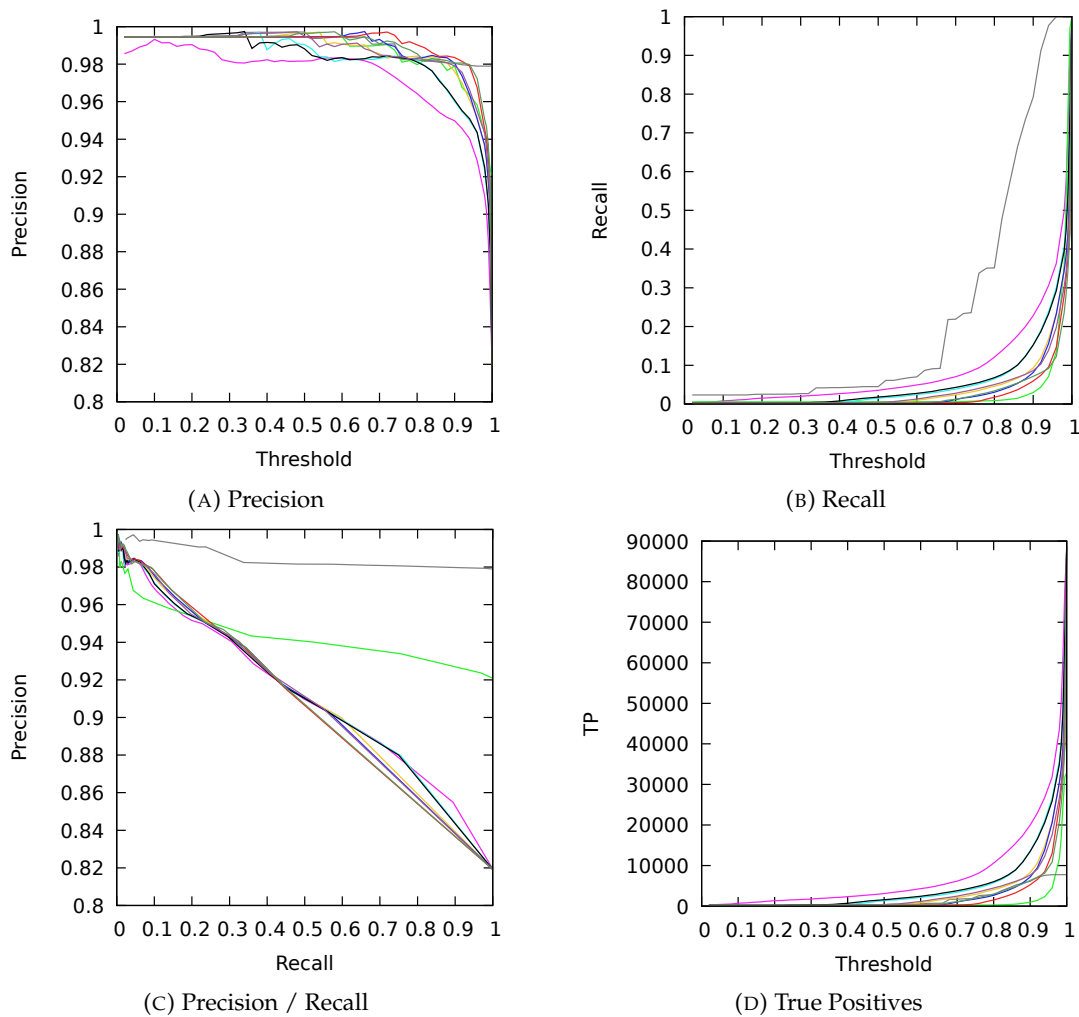 1
0.98
0.96
0.94
0.92
0.9
0.88
0.86
0.84
0.82
0.8
Precision
0 0.1 0.2 0.3 0.4 0.5 0.6 0.7 0.8 0.9 1
Threshold
(A) Precision
1
0.9
0.8
0.7
0.6
0.5
0.4
0.3
0.2
0.1
0
Recall
0 0.1 0.2 0.3 0.4 0.5 0.6 0.7 0.8 0.9 1
Threshold
(B) Recall
1
0.98
0.96
0.94
0.92
0.9
0.88
0.86
0.84
0.82
0.8
Precision
0 0.1 0.2 0.3 0.4 0.5 0.6 0.7 0.8 0.9 1
Recall
(C) Precision / Recall
90000
80000
70000
60000
50000
40000
30000
20000
10000
0
TP
0 0.1 0.2 0.3 0.4 0.5 0.6 0.7 0.8 0.9 1
Threshold
(D) True Positives